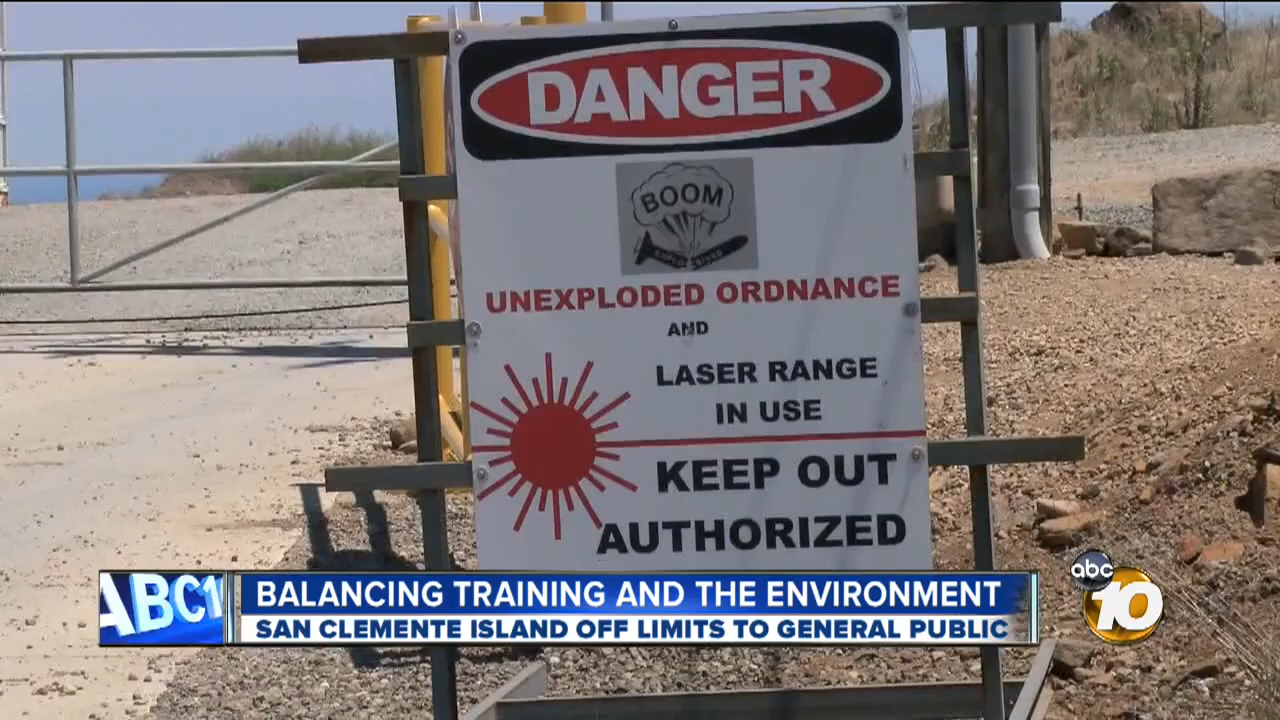 DANGER
BOOM
UNEXPLODED ORDNANCE
AND
LASER RANGE
IN USE
KEEP OUT
AUTHORIZED
ABC1
BALANCING TRAINING AND THE ENVIRONMENT
SAN CLEMENTE ISLAND OFF LIMITS TO GENERAL PUBLIC
abc
10